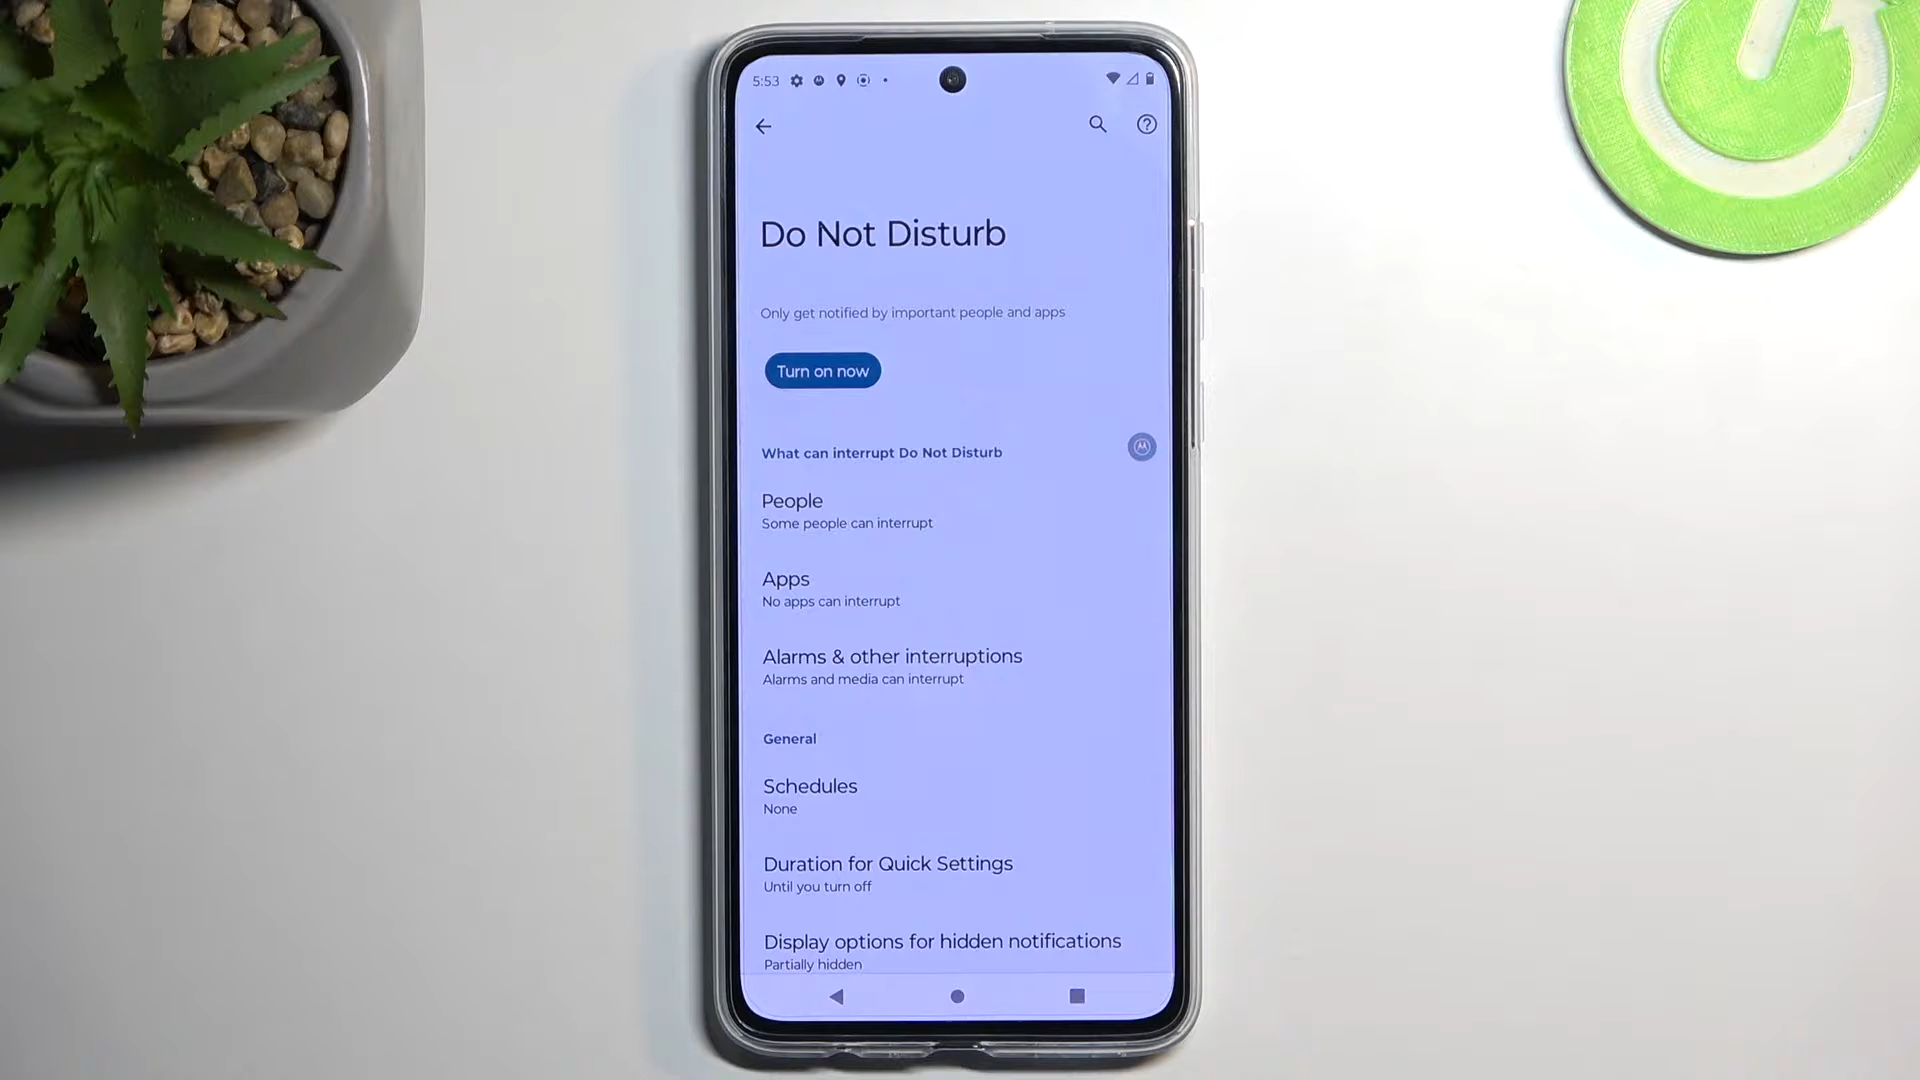 5:53
Do Not Disturb
Only get notified by important people and apps
Turn on now
What can interrupt Do Not Disturb
People
Some people can interrupt
Apps
No apps can interrupt
Alarms & other interruptions
Alarms and media can interrupt
General
Schedules
None
Duration for Quick Settings
Until you turn off
Display options for hidden notifications
Partially hidden